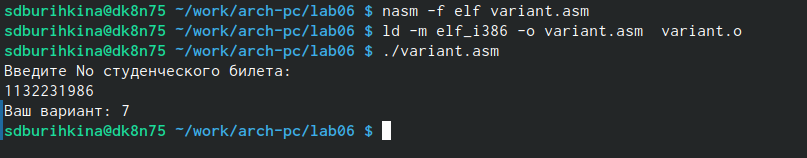 sdburihkina@dk8n75 ~/work/arch-pc/lab06 $ nasm -f elf variant.asm
sdburihkina@dk8n75 ~/work/arch-pc/lab06 $ ld -m elf_i386 -o variant.asm  variant.o
sdburihkina@dk8n75 ~/work/arch-pc/lab06 $ ./variant.asm
Введите No студенческого билета:
1132231986
Ваш вариант: 7
sdburihkina@dk8n75 ~/work/arch-pc/lab06 $